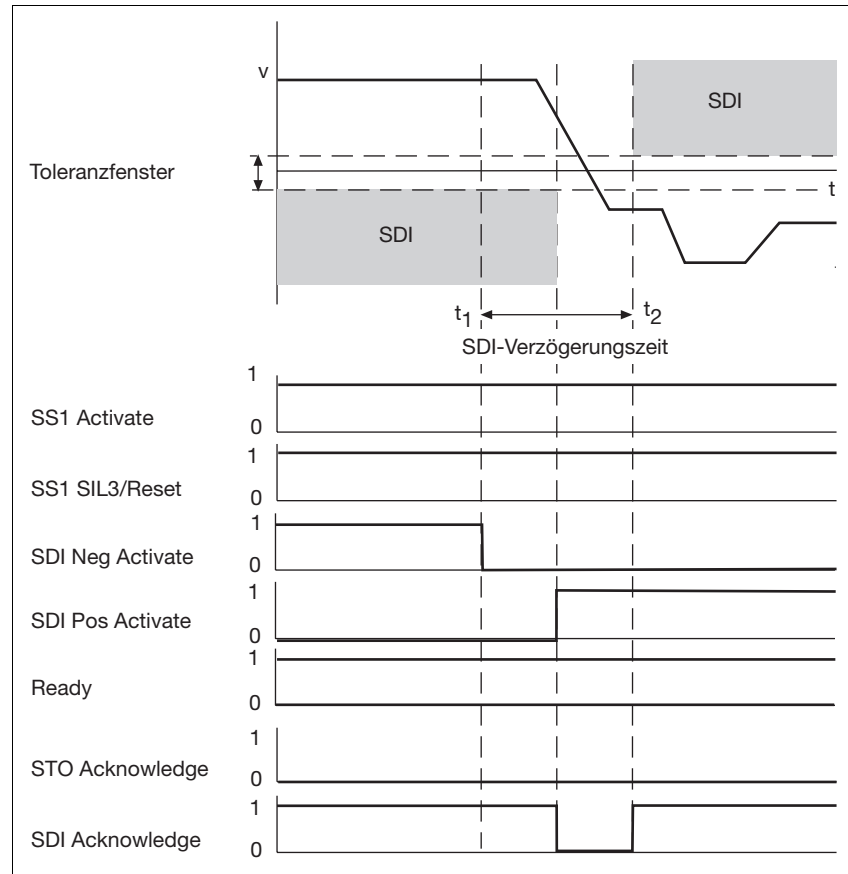 v
SDI
Toleranzfenster
t
SDI
t1 t2
SDI-Verzögerungszeit
1
SS1 Activate
0
1
SS1 SIL3/Reset
0
1
SDI Neg Activate
0
1
SDI Pos Activate
0
1
Ready
0
1
STO Acknowledge
0
1
SDI Acknowledge
0